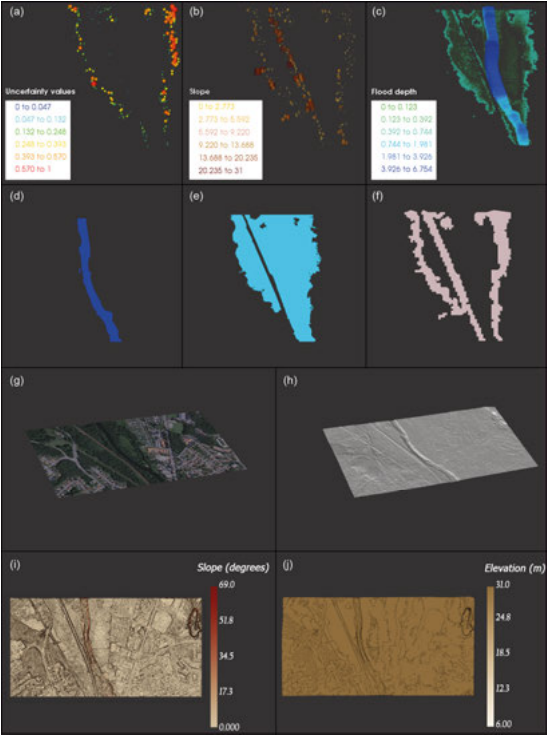 (a)
Uncertainty values
0 to 0.047
0.047 to 0.132
0.132 to 0.248
0.248 to 0.393
0.393 to 0.570
0.570 to 1
(b)
Slope
0 to 2.773
2.773 to 5.592
5.592 to 9.220
9.220 to 13.688
13.688 to 20.235
20.235 to 31
(c)
Flood depth
0 to 0.123
0.123 to 0.392
0.392 to 0.744
0.744 to 1.981
1.981 to 3.926
3.926 to 6.754
(d)
(e)
(f)
(g)
(h)
(i)
Slope (degrees)
69.0
51.8
34.5
17.3
0.000
(j)
Elevation (m)
31.0
24.8
18.5
12.3
6.00